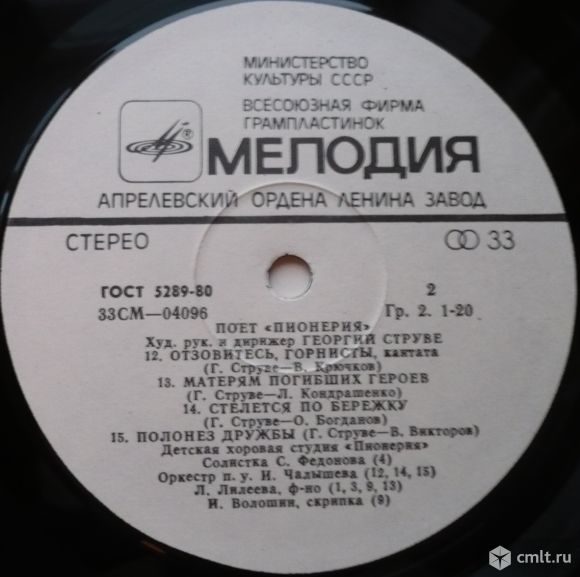 МИНИСТЕРСТВО
КУЛЬТУРЫ СССР
ВСЕСОЮЗНАЯ ФИРМА
ГРАМПЛАСТИНОК
®
МЕЛОДИЯ
АПРЕЛЕВСКИЙ ОРДЕНА ЛЕНИНА ЗАВОД
СТЕРЕО 33
ГОСТ 5289-80 2
33СМ—04096 Гр. 2. 1-20
ПОЕТ «ПИОНЕРИЯ»
Худ. рук. и дирижер ГЕОРГИЙ СТРУВЕ
12. ОТЗОВИТЕСЬ, ГОРНИСТЫ, кантата
(Г. Струве—В. Крючков)
13. МАТЕРЯМ ПОГИБШИХ ГЕРОЕВ
(Г. Струве—Л. Кондрашенко)
14. СТЕЛЕТСЯ ПО БЕРЕЖКУ
(Г. Струве—О. Богданов)
15. ПОЛОНЕЗ ДРУЖБЫ (Г. Струве—В. Викторов)
Детская хоровая студия «Пионерия»
Солистка С. Федонова (4)
Оркестр п. у. И. Чалышева (12, 14, 15)
Л. Лилеева, ф-но (1, 3, 9, 13)
И. Волошин, скрипка (9)
cmlt.ru